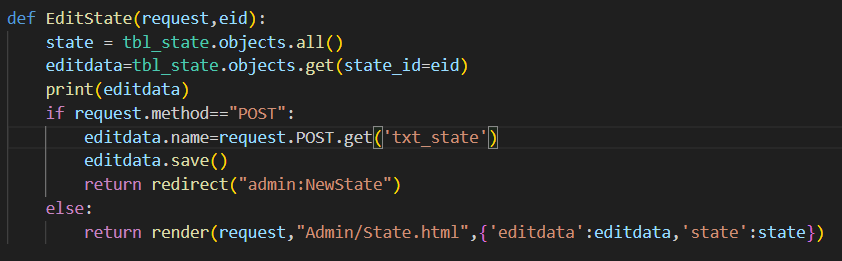 def EditState(request,eid):
    state = tbl_state.objects.all()
    editdata=tbl_state.objects.get(state_id=eid)
    print(editdata)
    if request.method=="POST":
        editdata.name=request.POST.get('txt_state')
        editdata.save()
        return redirect("admin:NewState")
    else:
        return render(request,"Admin/State.html",{'editdata':editdata,'state':state})